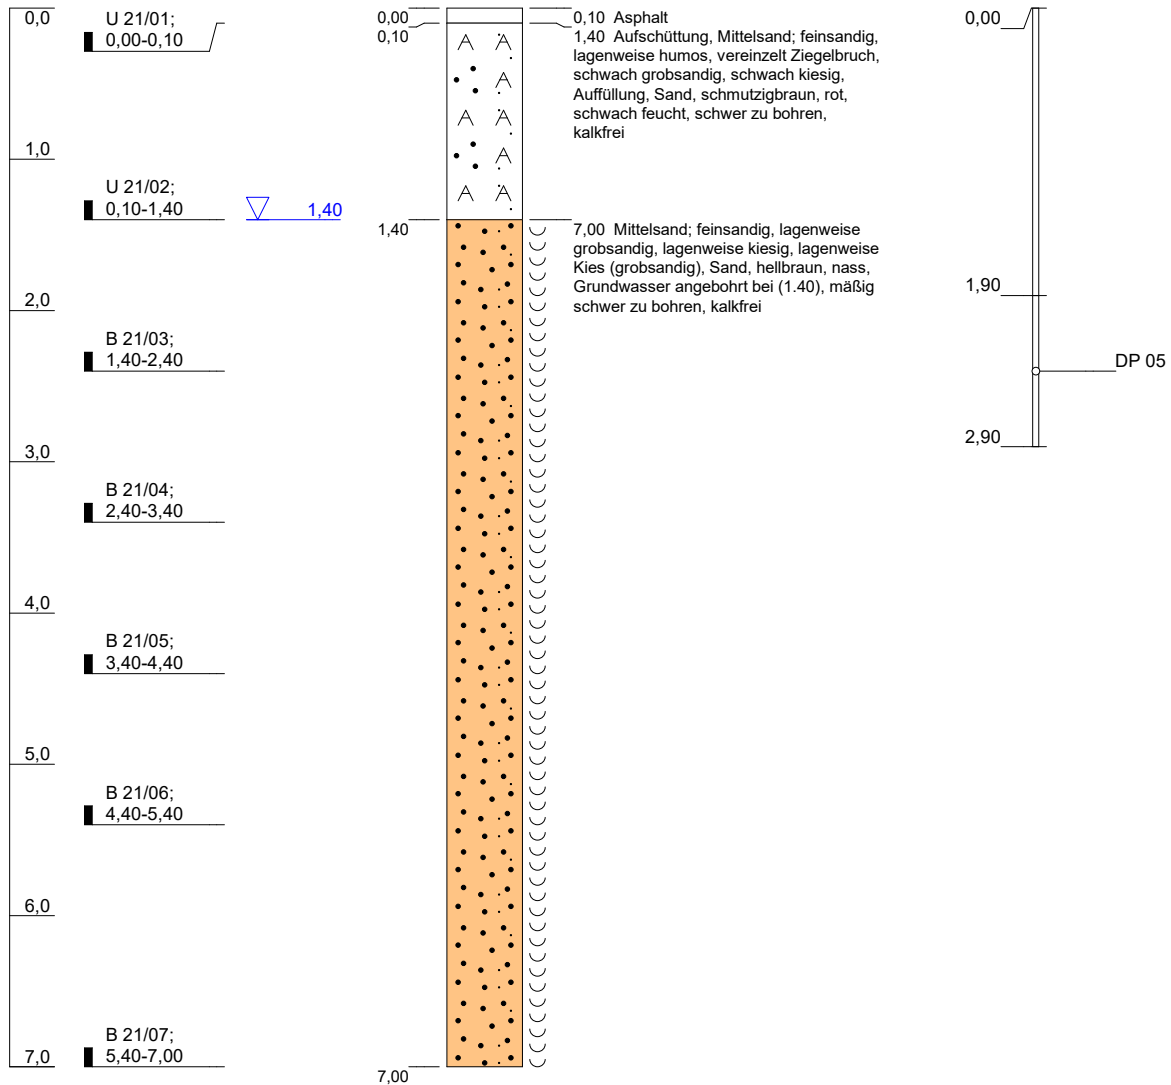 0,0
1,0
2,0
3,0
4,0
5,0
6,0
7,0
U 21/01;
0,00-0,10
U 21/02;
0,10-1,40
B 21/03;
1,40-2,40
B 21/04;
2,40-3,40
B 21/05;
3,40-4,40
B 21/06;
4,40-5,40
B 21/07;
5,40-7,00
1,40
0,00
0,10
1,40
7,00
A A
A
A A
A
A A
0,10 Asphalt
1,40 Aufschüttung, Mittelsand; feinsandig,
lagenweise humos, vereinzelt Ziegelbruch,
schwach grobsandig, schwach kiesig,
Auffüllung, Sand, schmutzigbraun, rot,
schwach feucht, schwer zu bohren,
kalkfrei
7,00 Mittelsand; feinsandig, lagenweise
grobsandig, lagenweise kiesig, lagenweise
Kies (grobsandig), Sand, hellbraun, nass,
Grundwasser angebohrt bei (1.40), mäßig
schwer zu bohren, kalkfrei
0,00
1,90
DP 05
2,90